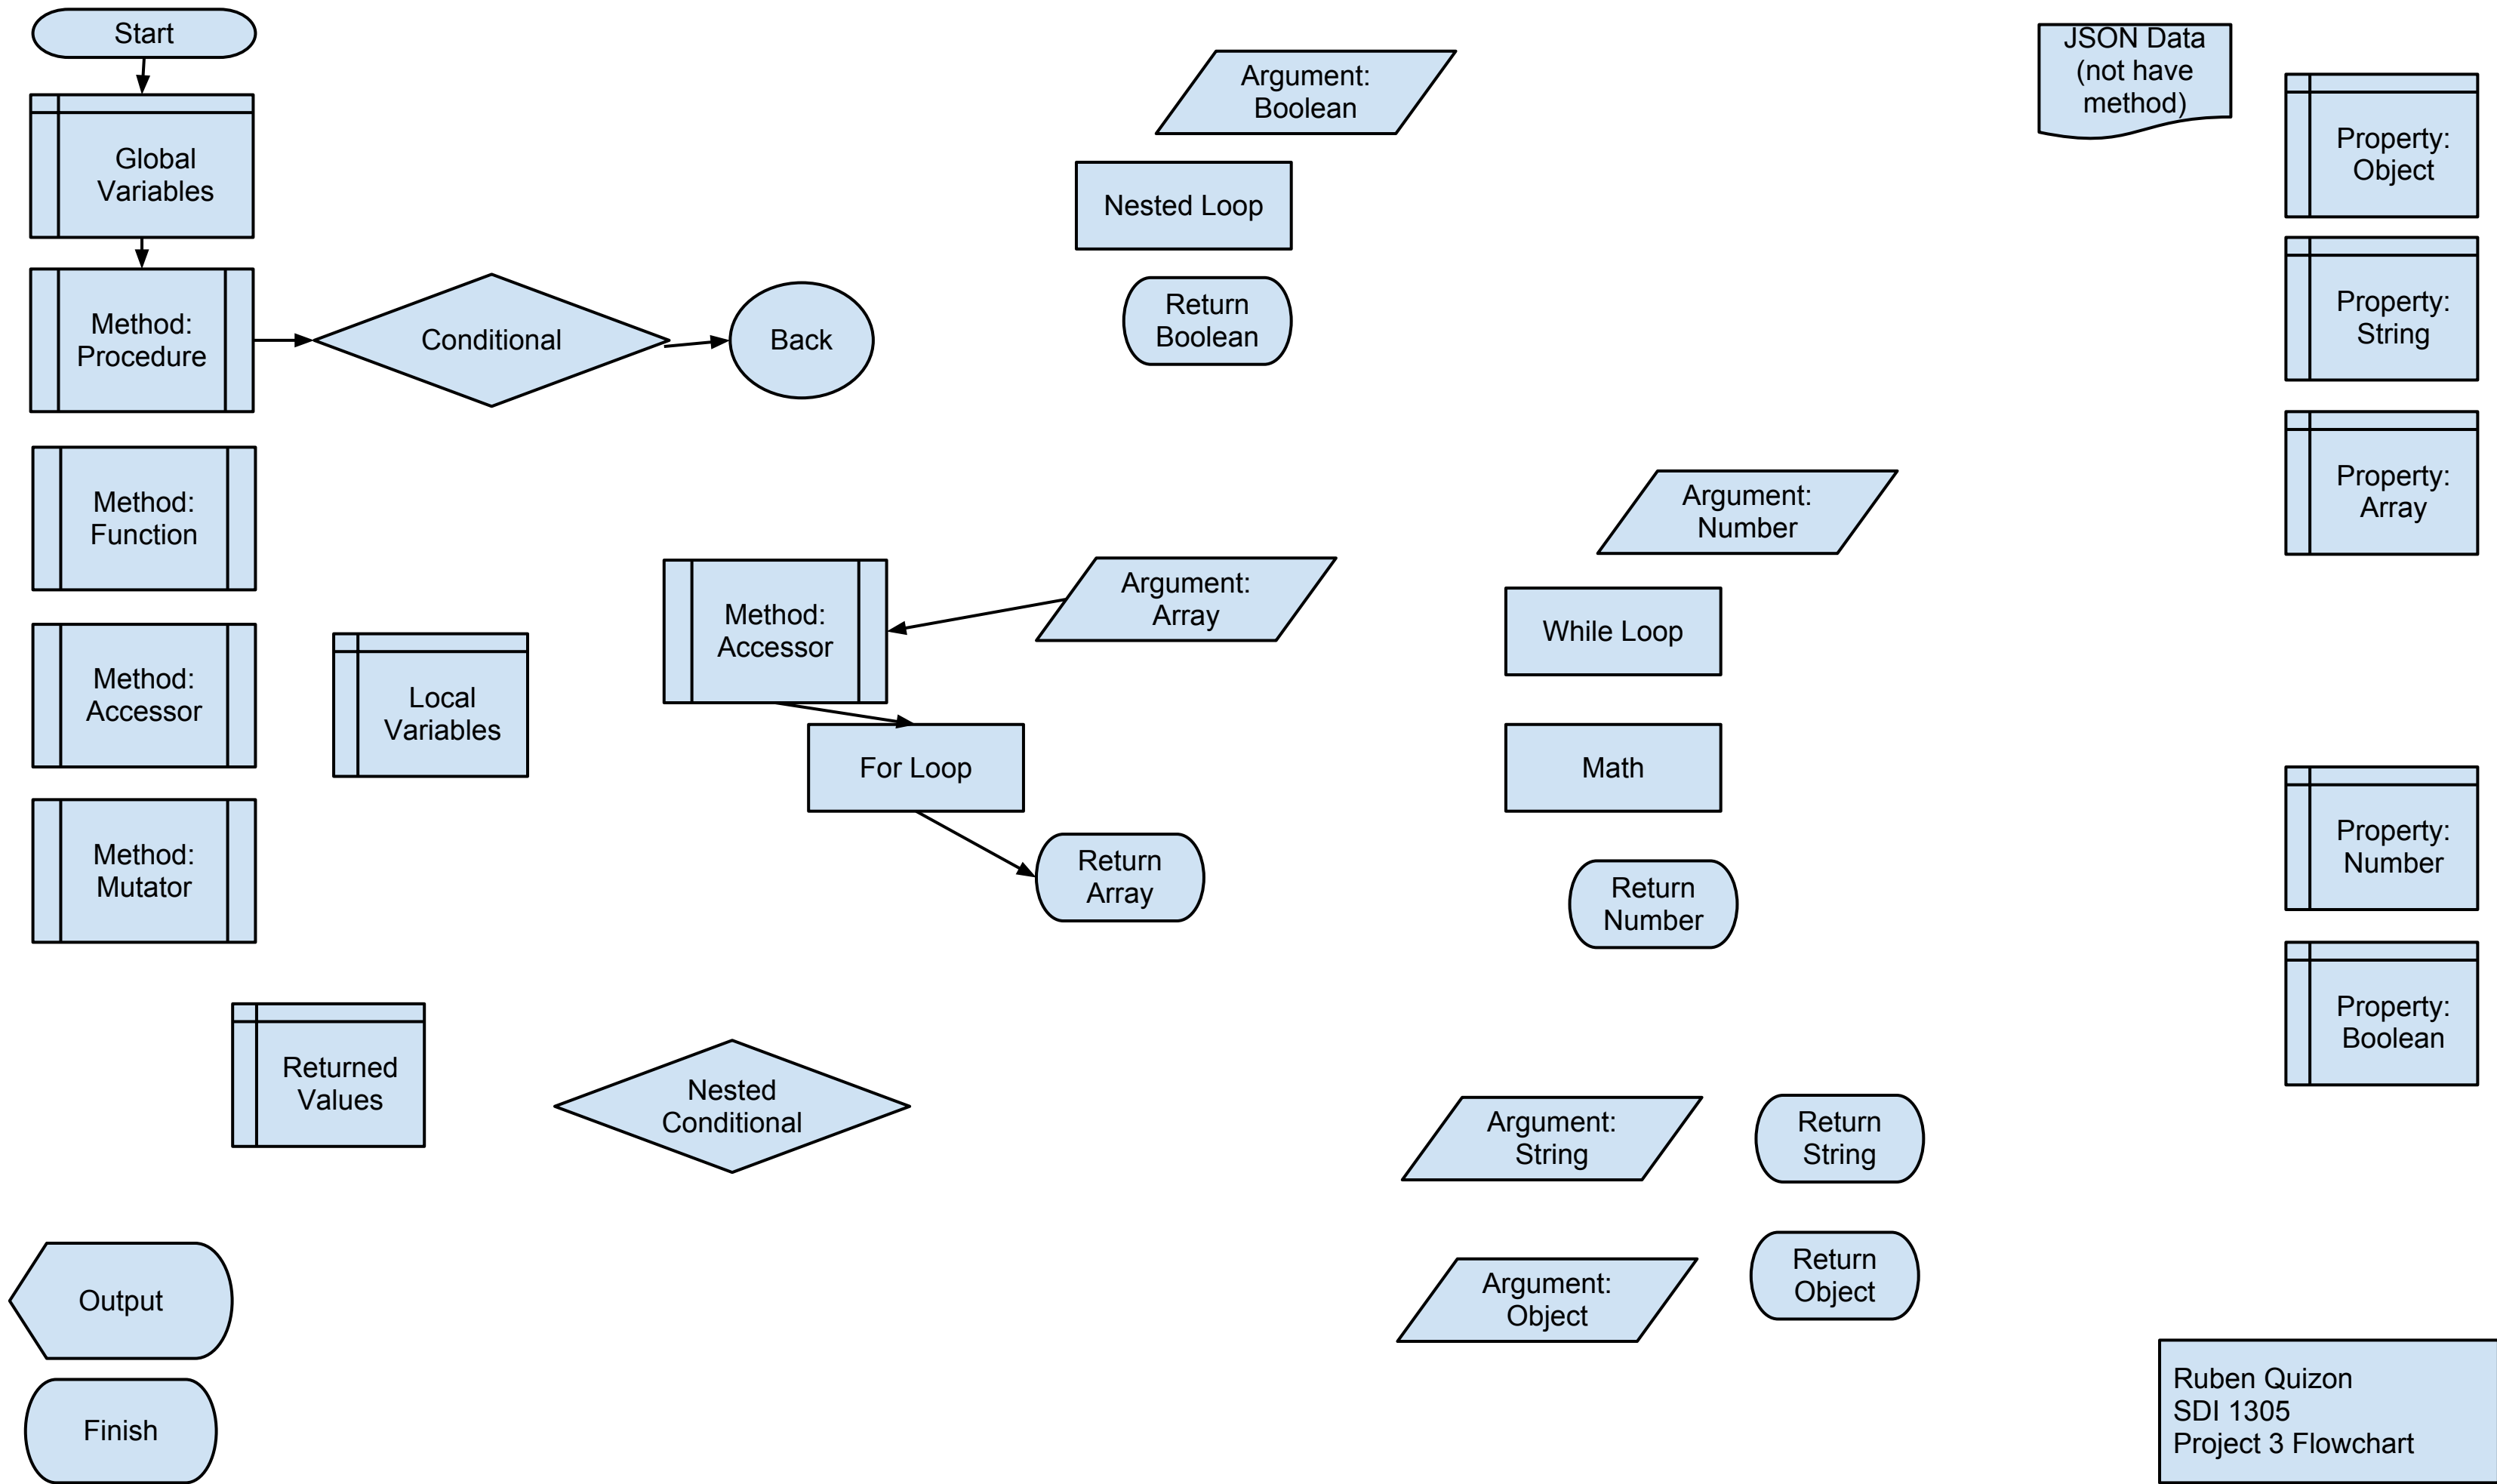 Start
Global
Variables
Method:
Procedure
Conditional
Back
Argument:
Boolean
Nested Loop
Return
Boolean
JSON Data
(not have
method)
Property:
Object
Property:
String
Property:
Array
Method:
Function
Method:
Accessor
Method:
Mutator
Local
Variables
Method:
Accessor
Argument:
Array
For Loop
Return
Array
Argument:
Number
While Loop
Math
Return
Number
Property:
Number
Property:
Boolean
Returned
Values
Nested
Conditional
Argument:
String
Return
String
Argument:
Object
Return
Object
Output
Finish
Ruben Quizon
SDI 1305
Project 3 Flowchart